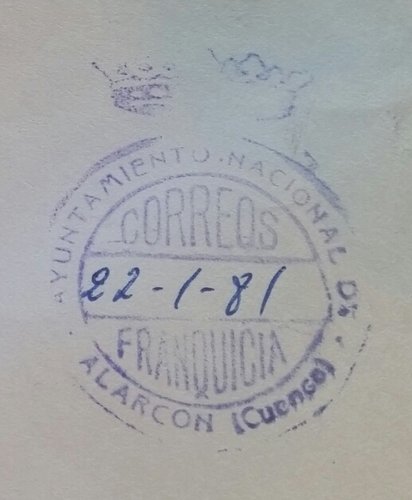 AYUNTAMIENTO NACIONAL DE
CORREOS
22-1-81
FRANQUICIA
ALARCON (Cuenca)